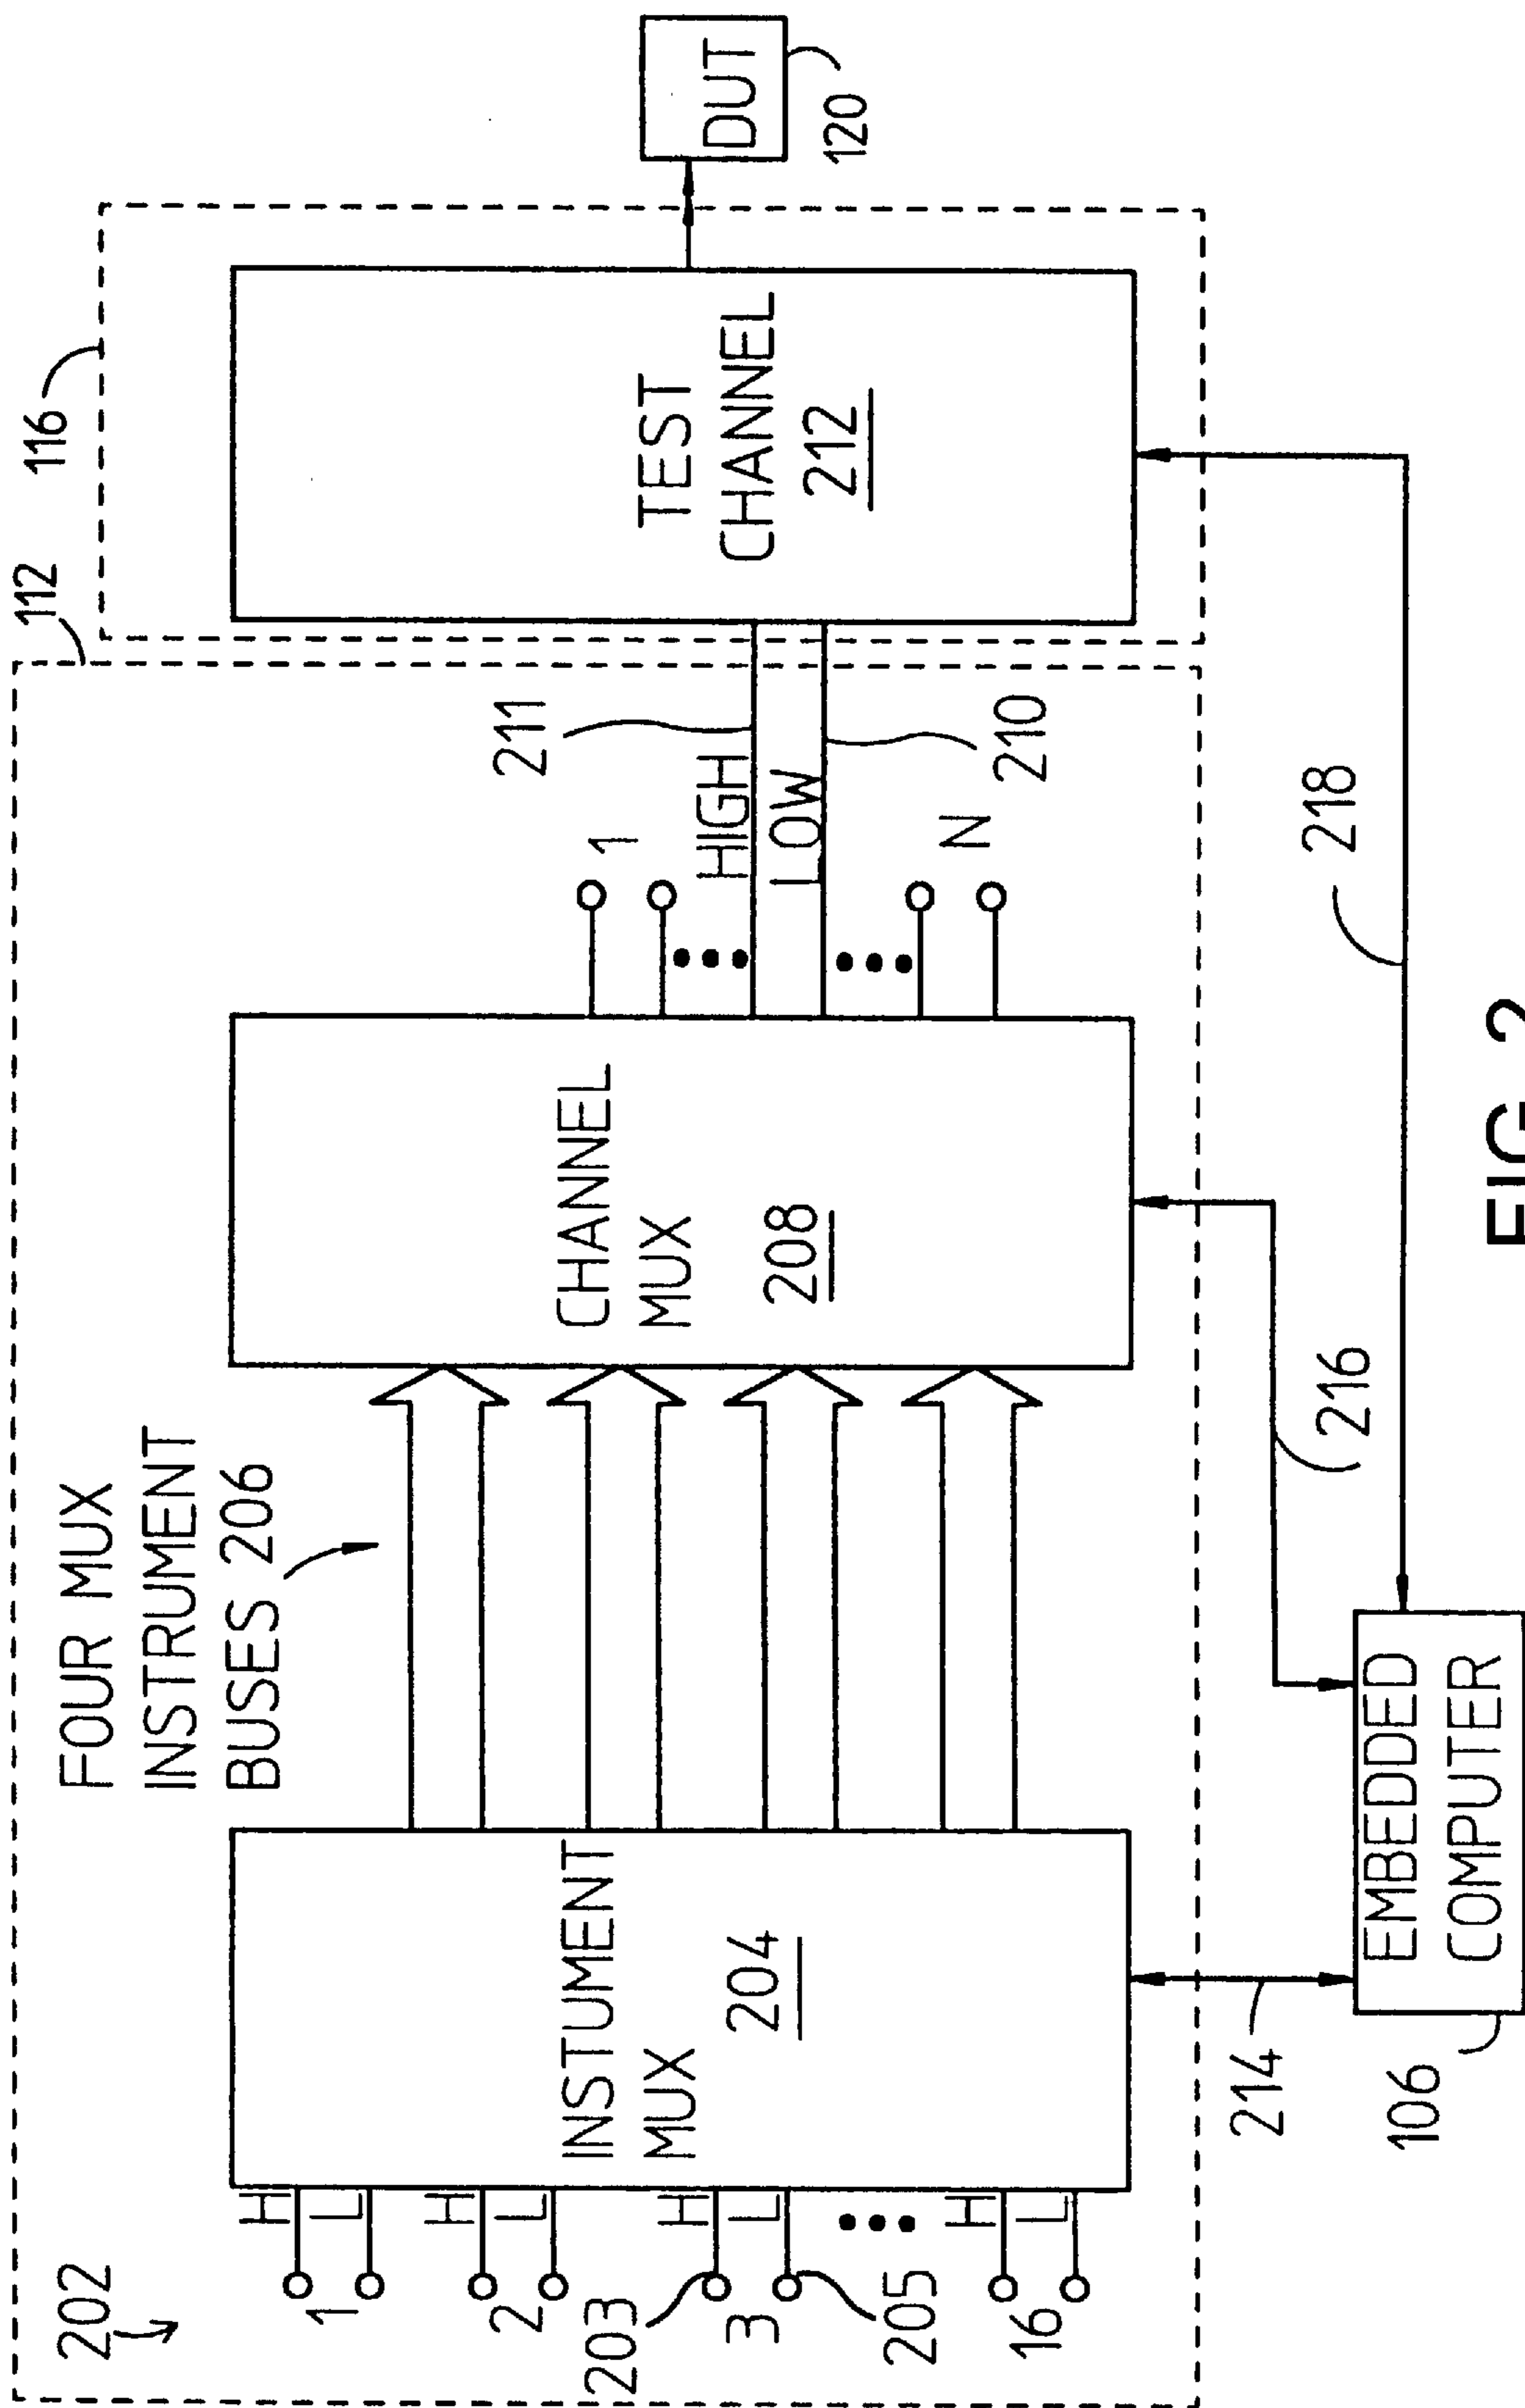 202
112
116
FOUR MUX
INSTRUMENT
BUSES 206
H
1
L
H
2
L
203
H
3
L
205
H
16
L
INSTUMENT
MUX
204
CHANNEL
MUX
208
1
211
HIGH
LOW
210
N
TEST
CHANNEL
212
DUT
120
214
216
218
106
EMBEDDED
COMPUTER
FIG. 2